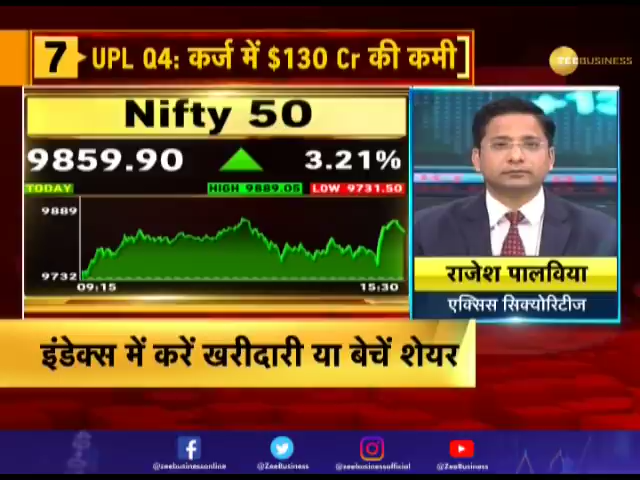 7 UPL Q4: कर्ज में $130 Cr की कमी
ZEEBUSINESS
Nifty 50
9859.90 3.21%
TODAY HIGH 9889.05 LOW 9731.50
9889
9732
09:15 15:30
राजेश पालविया
एक्सिस सिक्योरिटीज
इंडेक्स में करें खरीदारी या बेचें शेयर
@zeebusinessonline @ZeeBusiness @zeebusinessofficial @ZeeBusiness